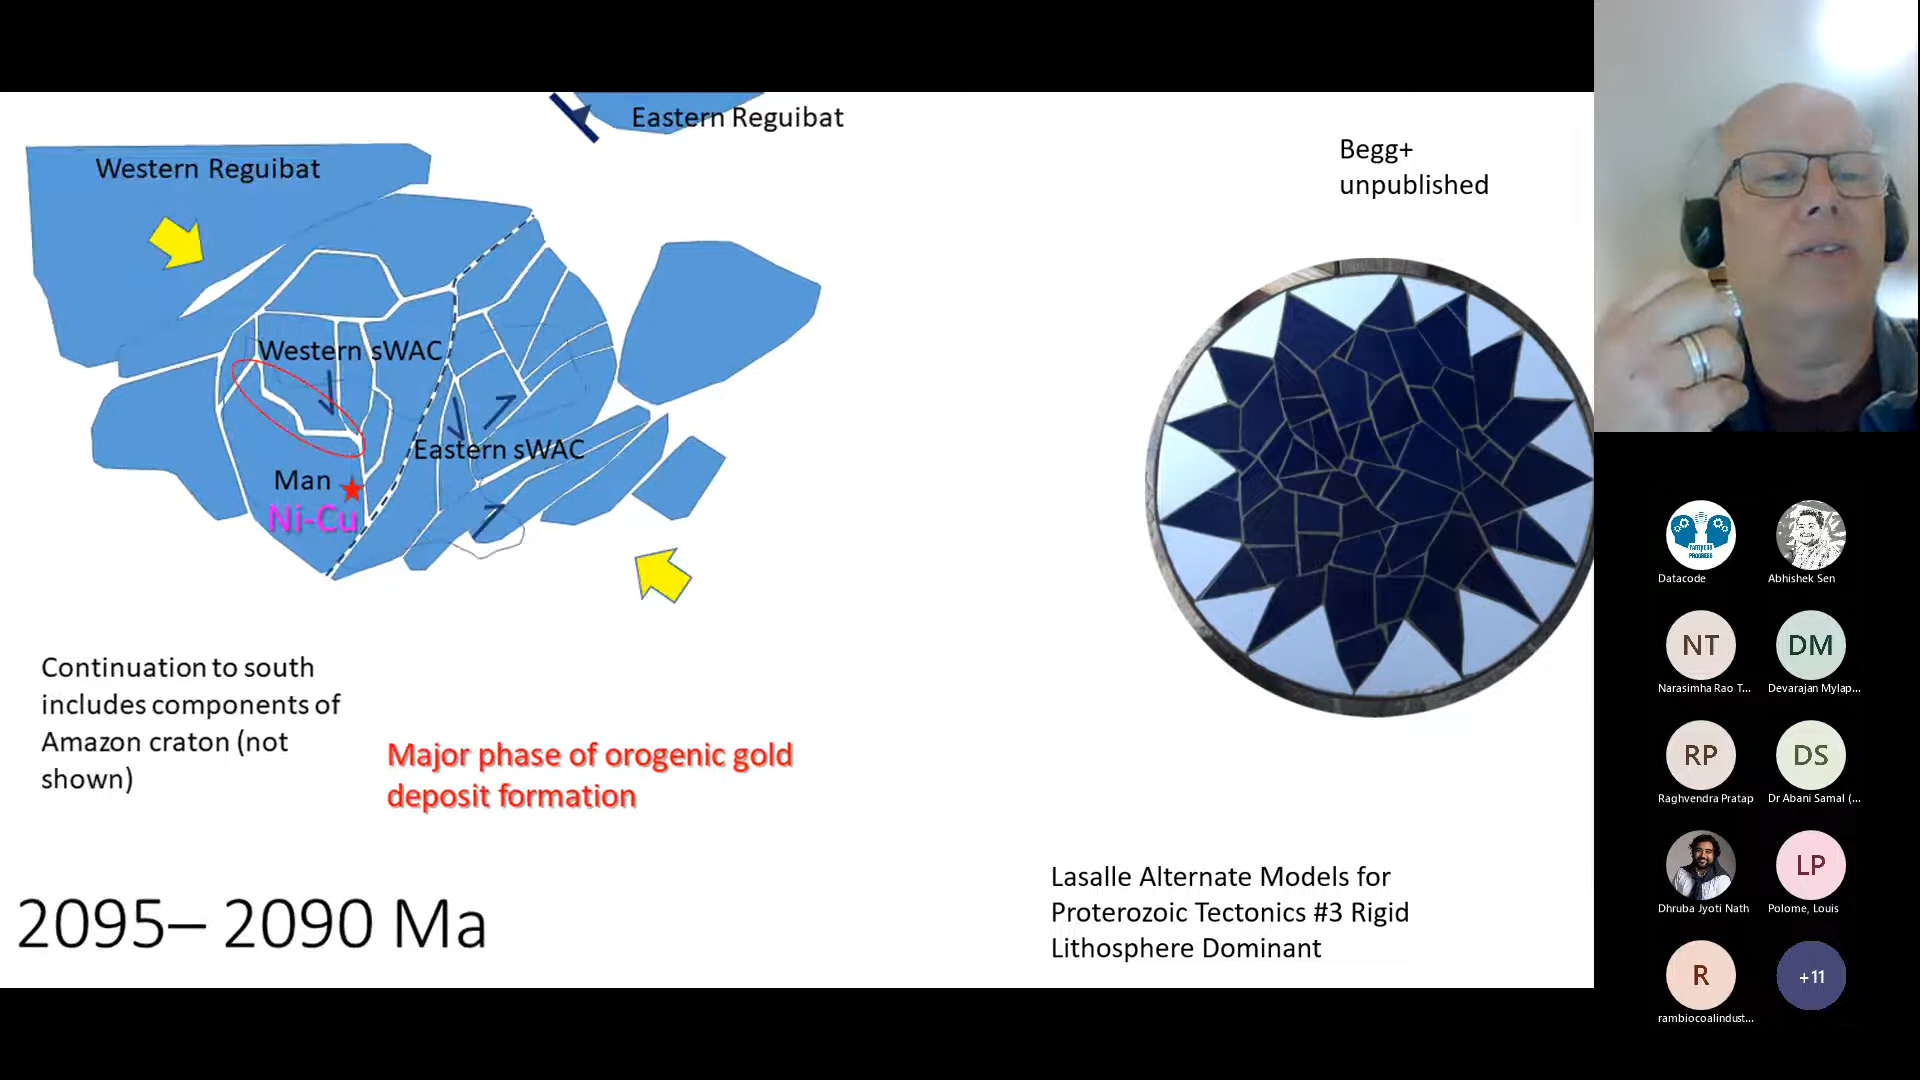 Eastern Reguibat
Western Reguibat
Begg+
unpublished
Western sWAC
Eastern sWAC
Man
Ni-Cu
Continuation to south
includes components of
Amazon craton (not
shown)
Major phase of orogenic gold
deposit formation
2095– 2090 Ma
Lasalle Alternate Models for
Proterozoic Tectonics #3 Rigid
Lithosphere Dominant
Datacode
Abhishek Sen
NT
DM
Narasimha Rao T...
Devarajan Mylap...
RP
DS
Raghvendra Pratap
Dr Abani Samal (...
LP
Dhruba Jyoti Nath
Polome, Louis
R
+11
rambiocoalindust...